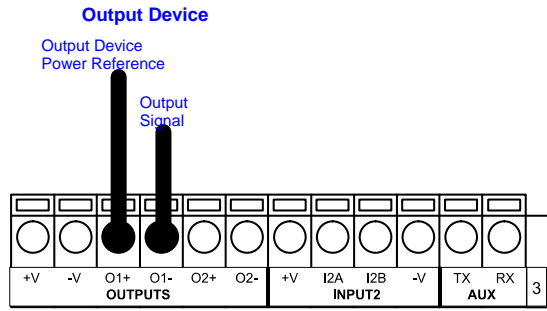 Output Device
Output Device
Power Reference
Output
Signal
+V -V O1+ O1- O2+ O2- +V I2A I2B -V TX RX
OUTPUTS INPUT2 AUX 3